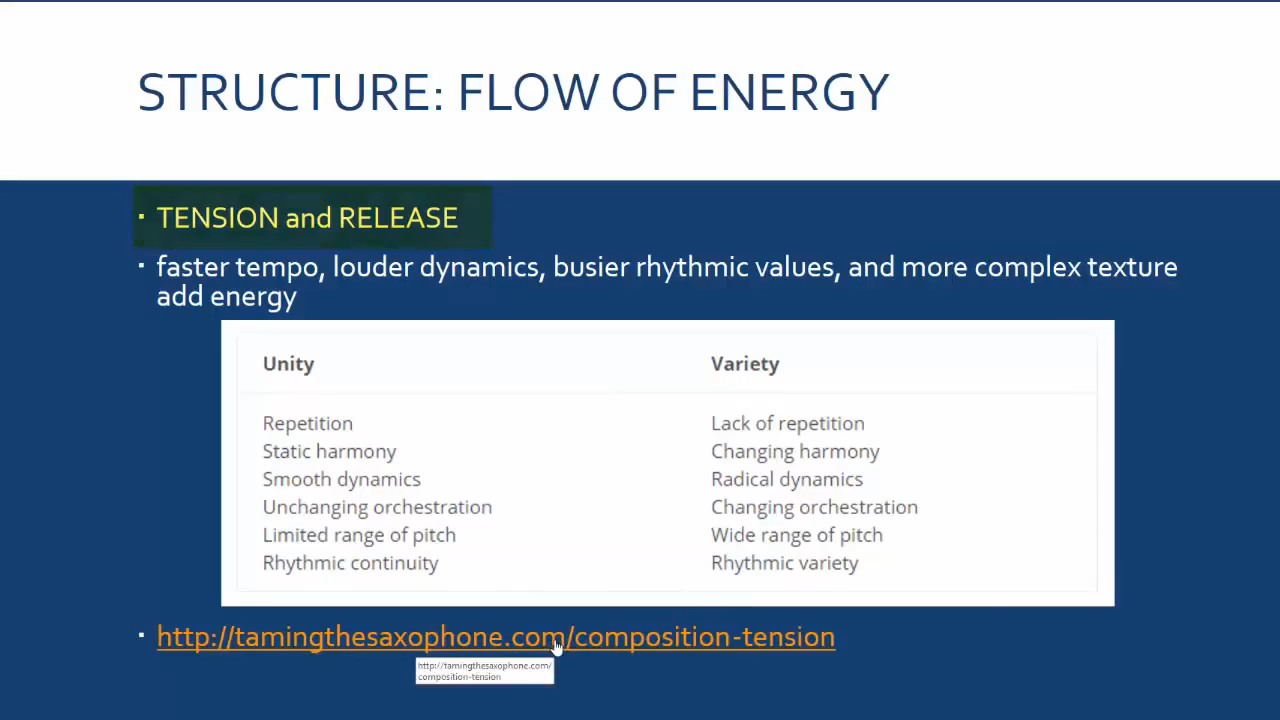 STRUCTURE: FLOW OF ENERGY
▪ TENSION and RELEASE
▪ faster tempo, louder dynamics, busier rhythmic values, and more complex texture
add energy
Unity Variety
Repetition Lack of repetition
Static harmony Changing harmony
Smooth dynamics Radical dynamics
Unchanging orchestration Changing orchestration
Limited range of pitch Wide range of pitch
Rhythmic continuity Rhythmic variety
▪ http://tamingthesaxophone.com/composition-tension
http://tamingthesaxophone.com/
composition-tension